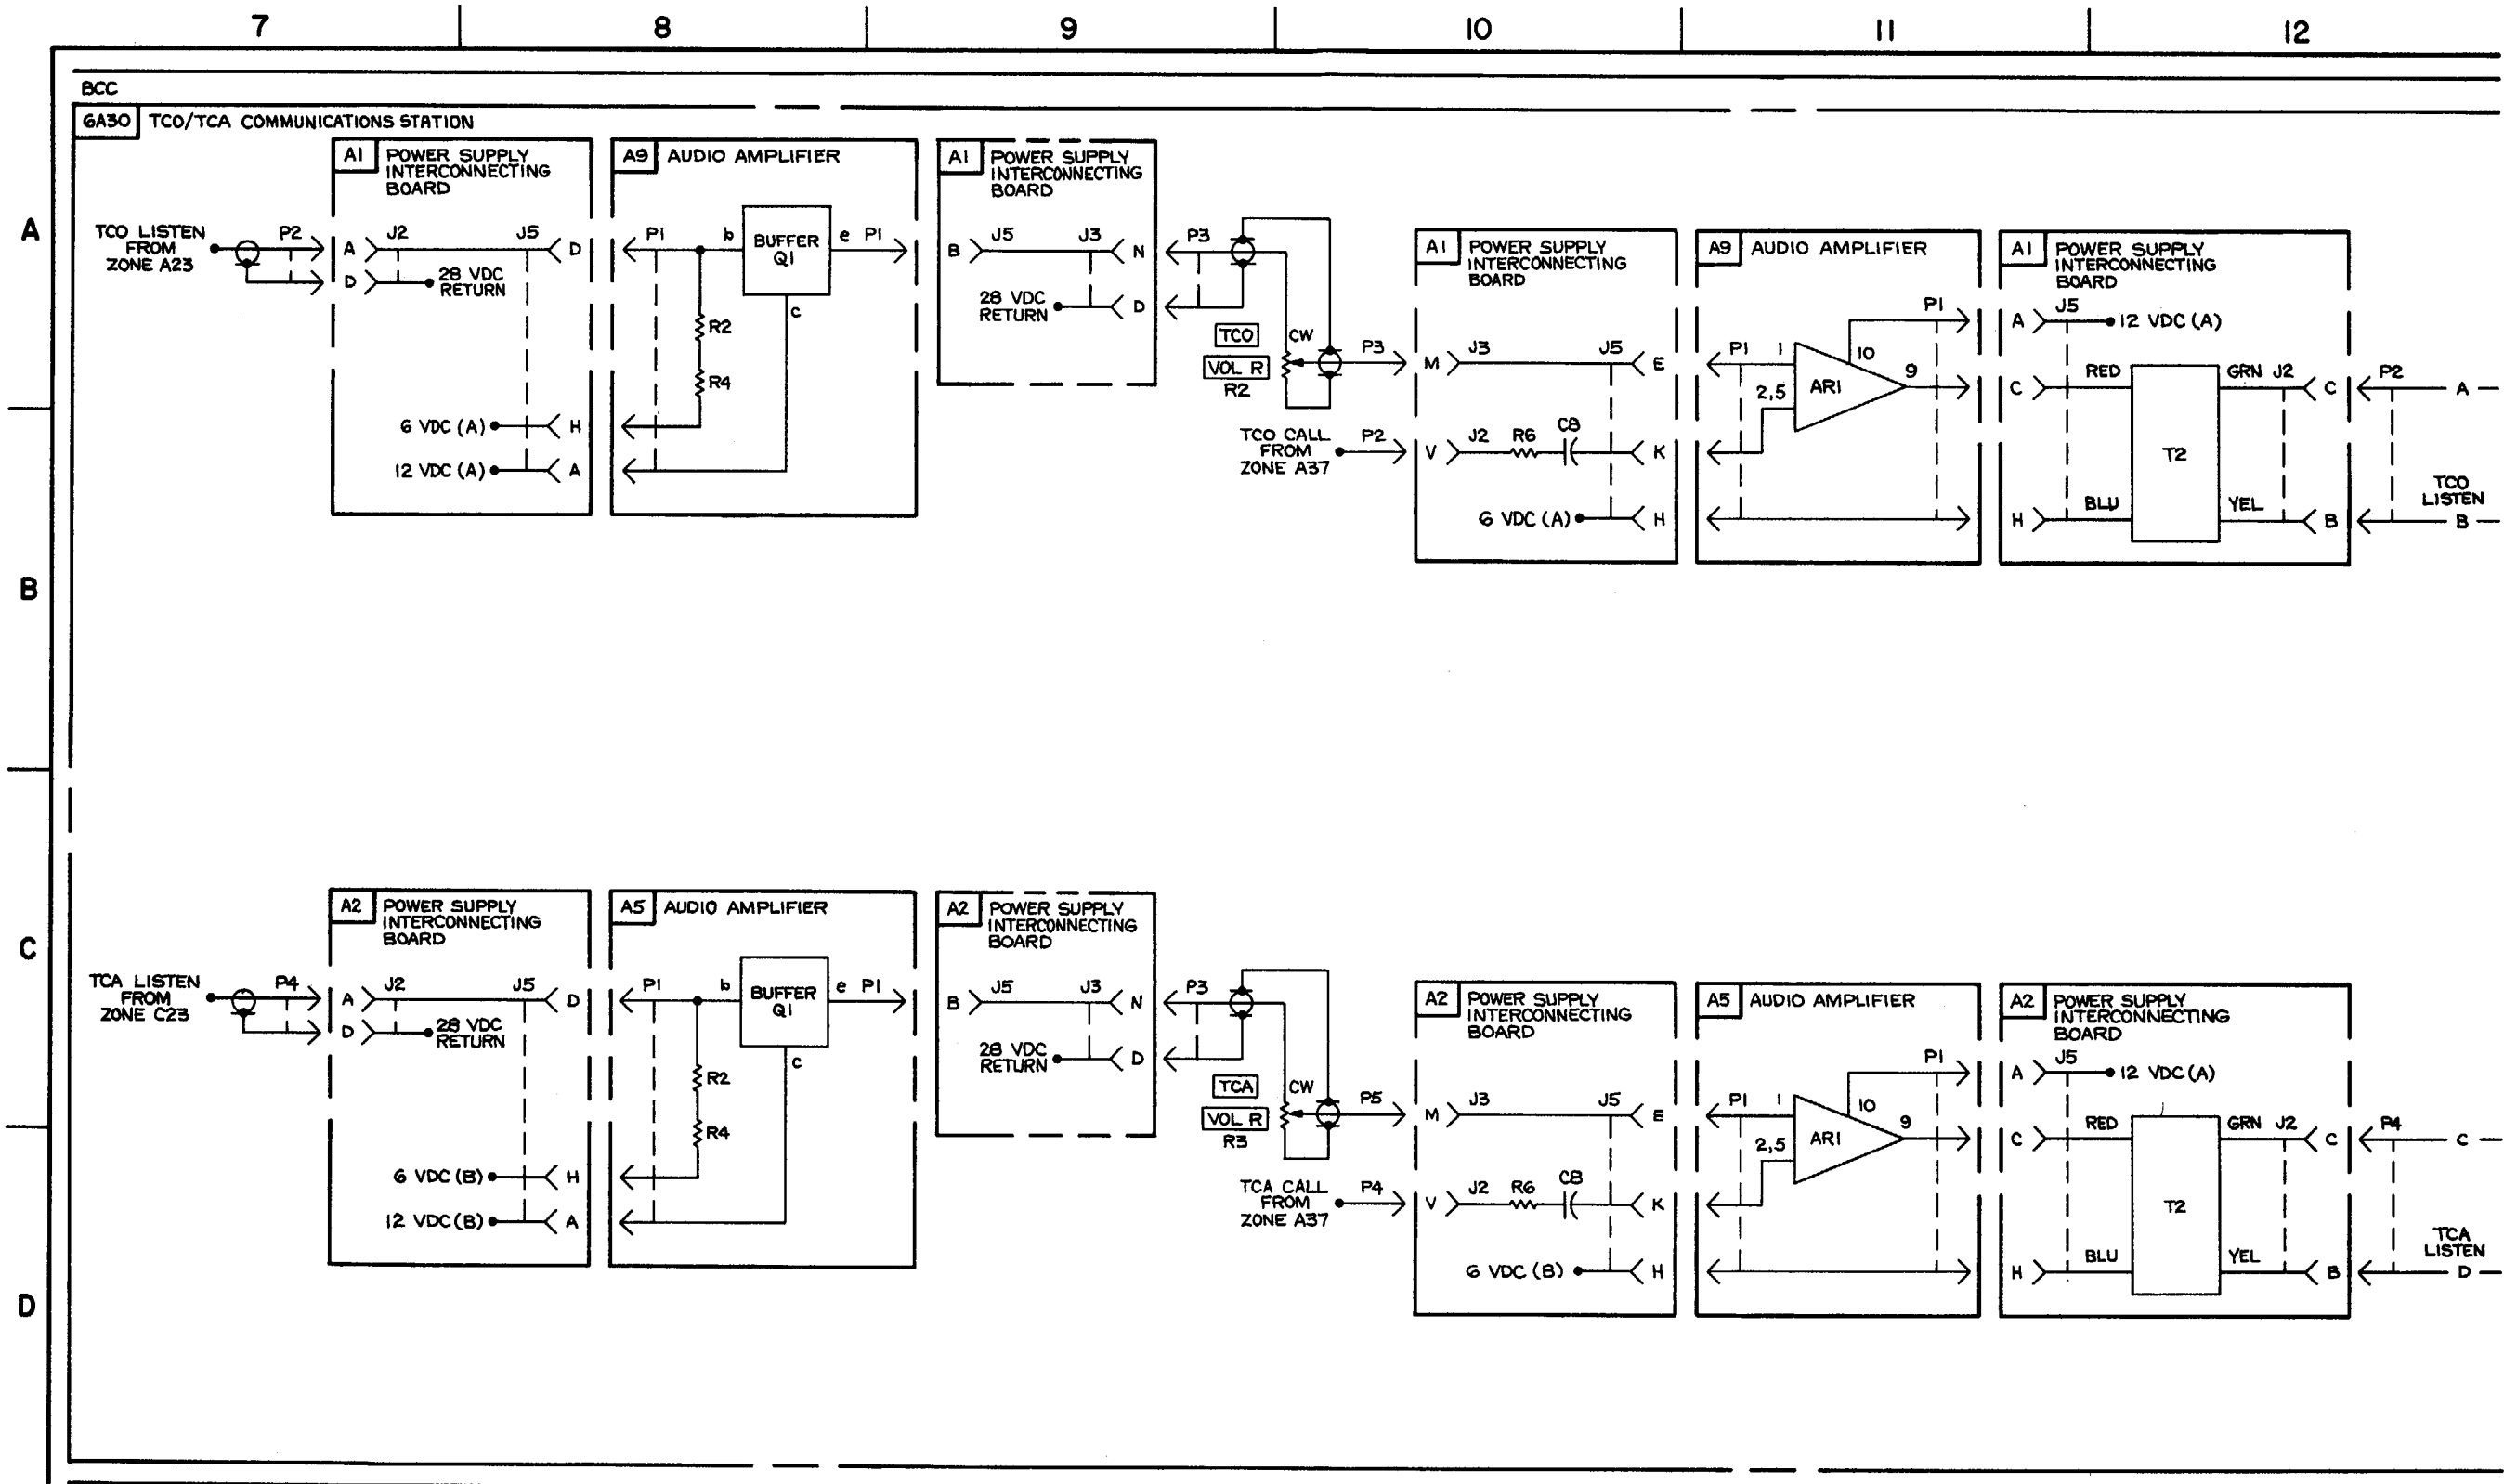 7 8 9 10 11 12
BCC
6A30 TCO/TCA COMMUNICATIONS STATION
A
A1 POWER SUPPLY
INTERCONNECTING
BOARD
TCO LISTEN
FROM
ZONE A23
P2
A J2 J5 D
D 28 VDC
RETURN
6 VDC (A) H
12 VDC (A) A
A9 AUDIO AMPLIFIER
P1 b BUFFER
Q1 e P1
c
R2
R4
A1 POWER SUPPLY
INTERCONNECTING
BOARD
B J5 J3 N
28 VDC
RETURN D
P3
TCO CW
VOL R
R2
P3
TCO CALL
FROM
ZONE A37
P2
A1 POWER SUPPLY
INTERCONNECTING
BOARD
M J3 J5 E
V J2 R6 C8 K
6 VDC (A) H
A9 AUDIO AMPLIFIER
P1
P1 1 10
AR1 9
2,5
A1 POWER SUPPLY
INTERCONNECTING
BOARD
J5
A 12 VDC (A)
C RED GRN J2 C
T2
H BLU YEL B
P2 A
TCO
LISTEN
B
B
C
A2 POWER SUPPLY
INTERCONNECTING
BOARD
TCA LISTEN
FROM
ZONE C23
P4
A J2 J5 D
D 28 VDC
RETURN
6 VDC (B) H
12 VDC (B) A
A5 AUDIO AMPLIFIER
P1 b BUFFER
Q1 e P1
c
R2
R4
A2 POWER SUPPLY
INTERCONNECTING
BOARD
B J5 J3 N
28 VDC
RETURN D
P3
TCA CW
VOL R
R3
P5
TCA CALL
FROM
ZONE A37
P4
A2 POWER SUPPLY
INTERCONNECTING
BOARD
M J3 J5 E
V J2 R6 C8 K
6 VDC (B) H
A5 AUDIO AMPLIFIER
P1
P1 1 10
AR1 9
2,5
A2 POWER SUPPLY
INTERCONNECTING
BOARD
J5
A 12 VDC (A)
C RED GRN J2 C
T2
H BLU YEL B
P4 C
TCA
LISTEN
D
D